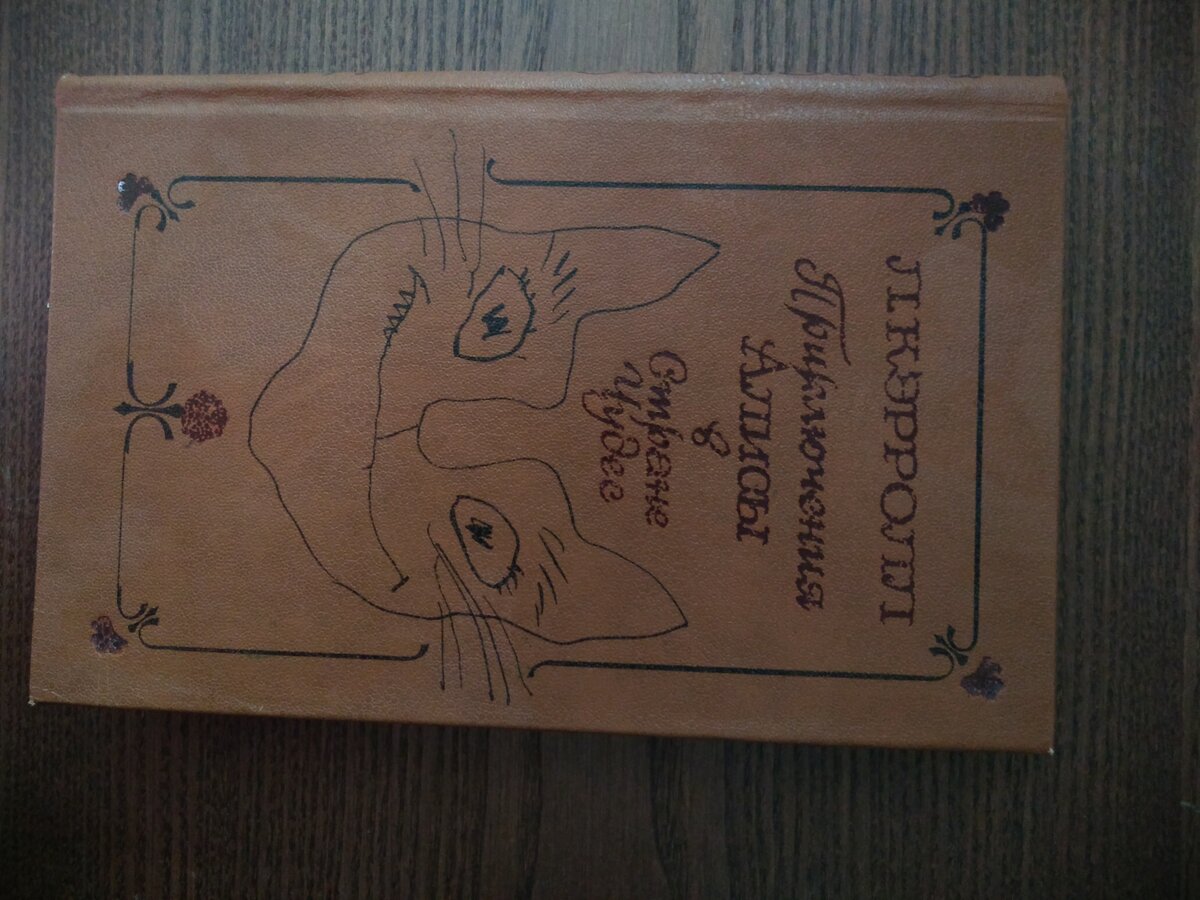 Л. КЭРРОЛЛ
Приключения
АЛИСЫ
в
Стране
Чудес